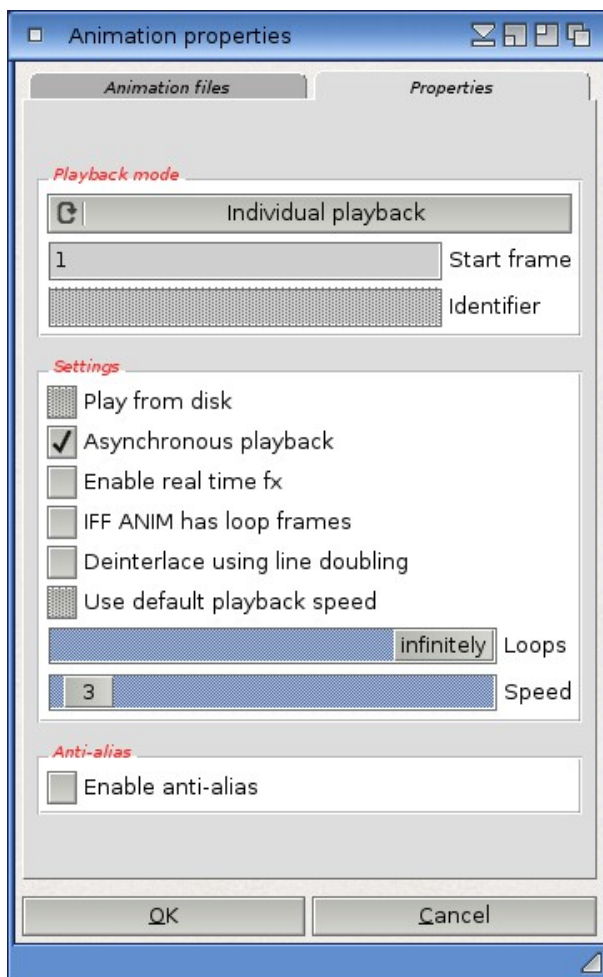 Animation properties
Animation files
Properties
Playback mode
Individual playback
1 Start frame
Identifier
Settings
Play from disk
Asynchronous playback
Enable real time fx
IFF ANIM has loop frames
Deinterlace using line doubling
Use default playback speed
infinitely Loops
3 Speed
Anti-alias
Enable anti-alias
OK
Cancel